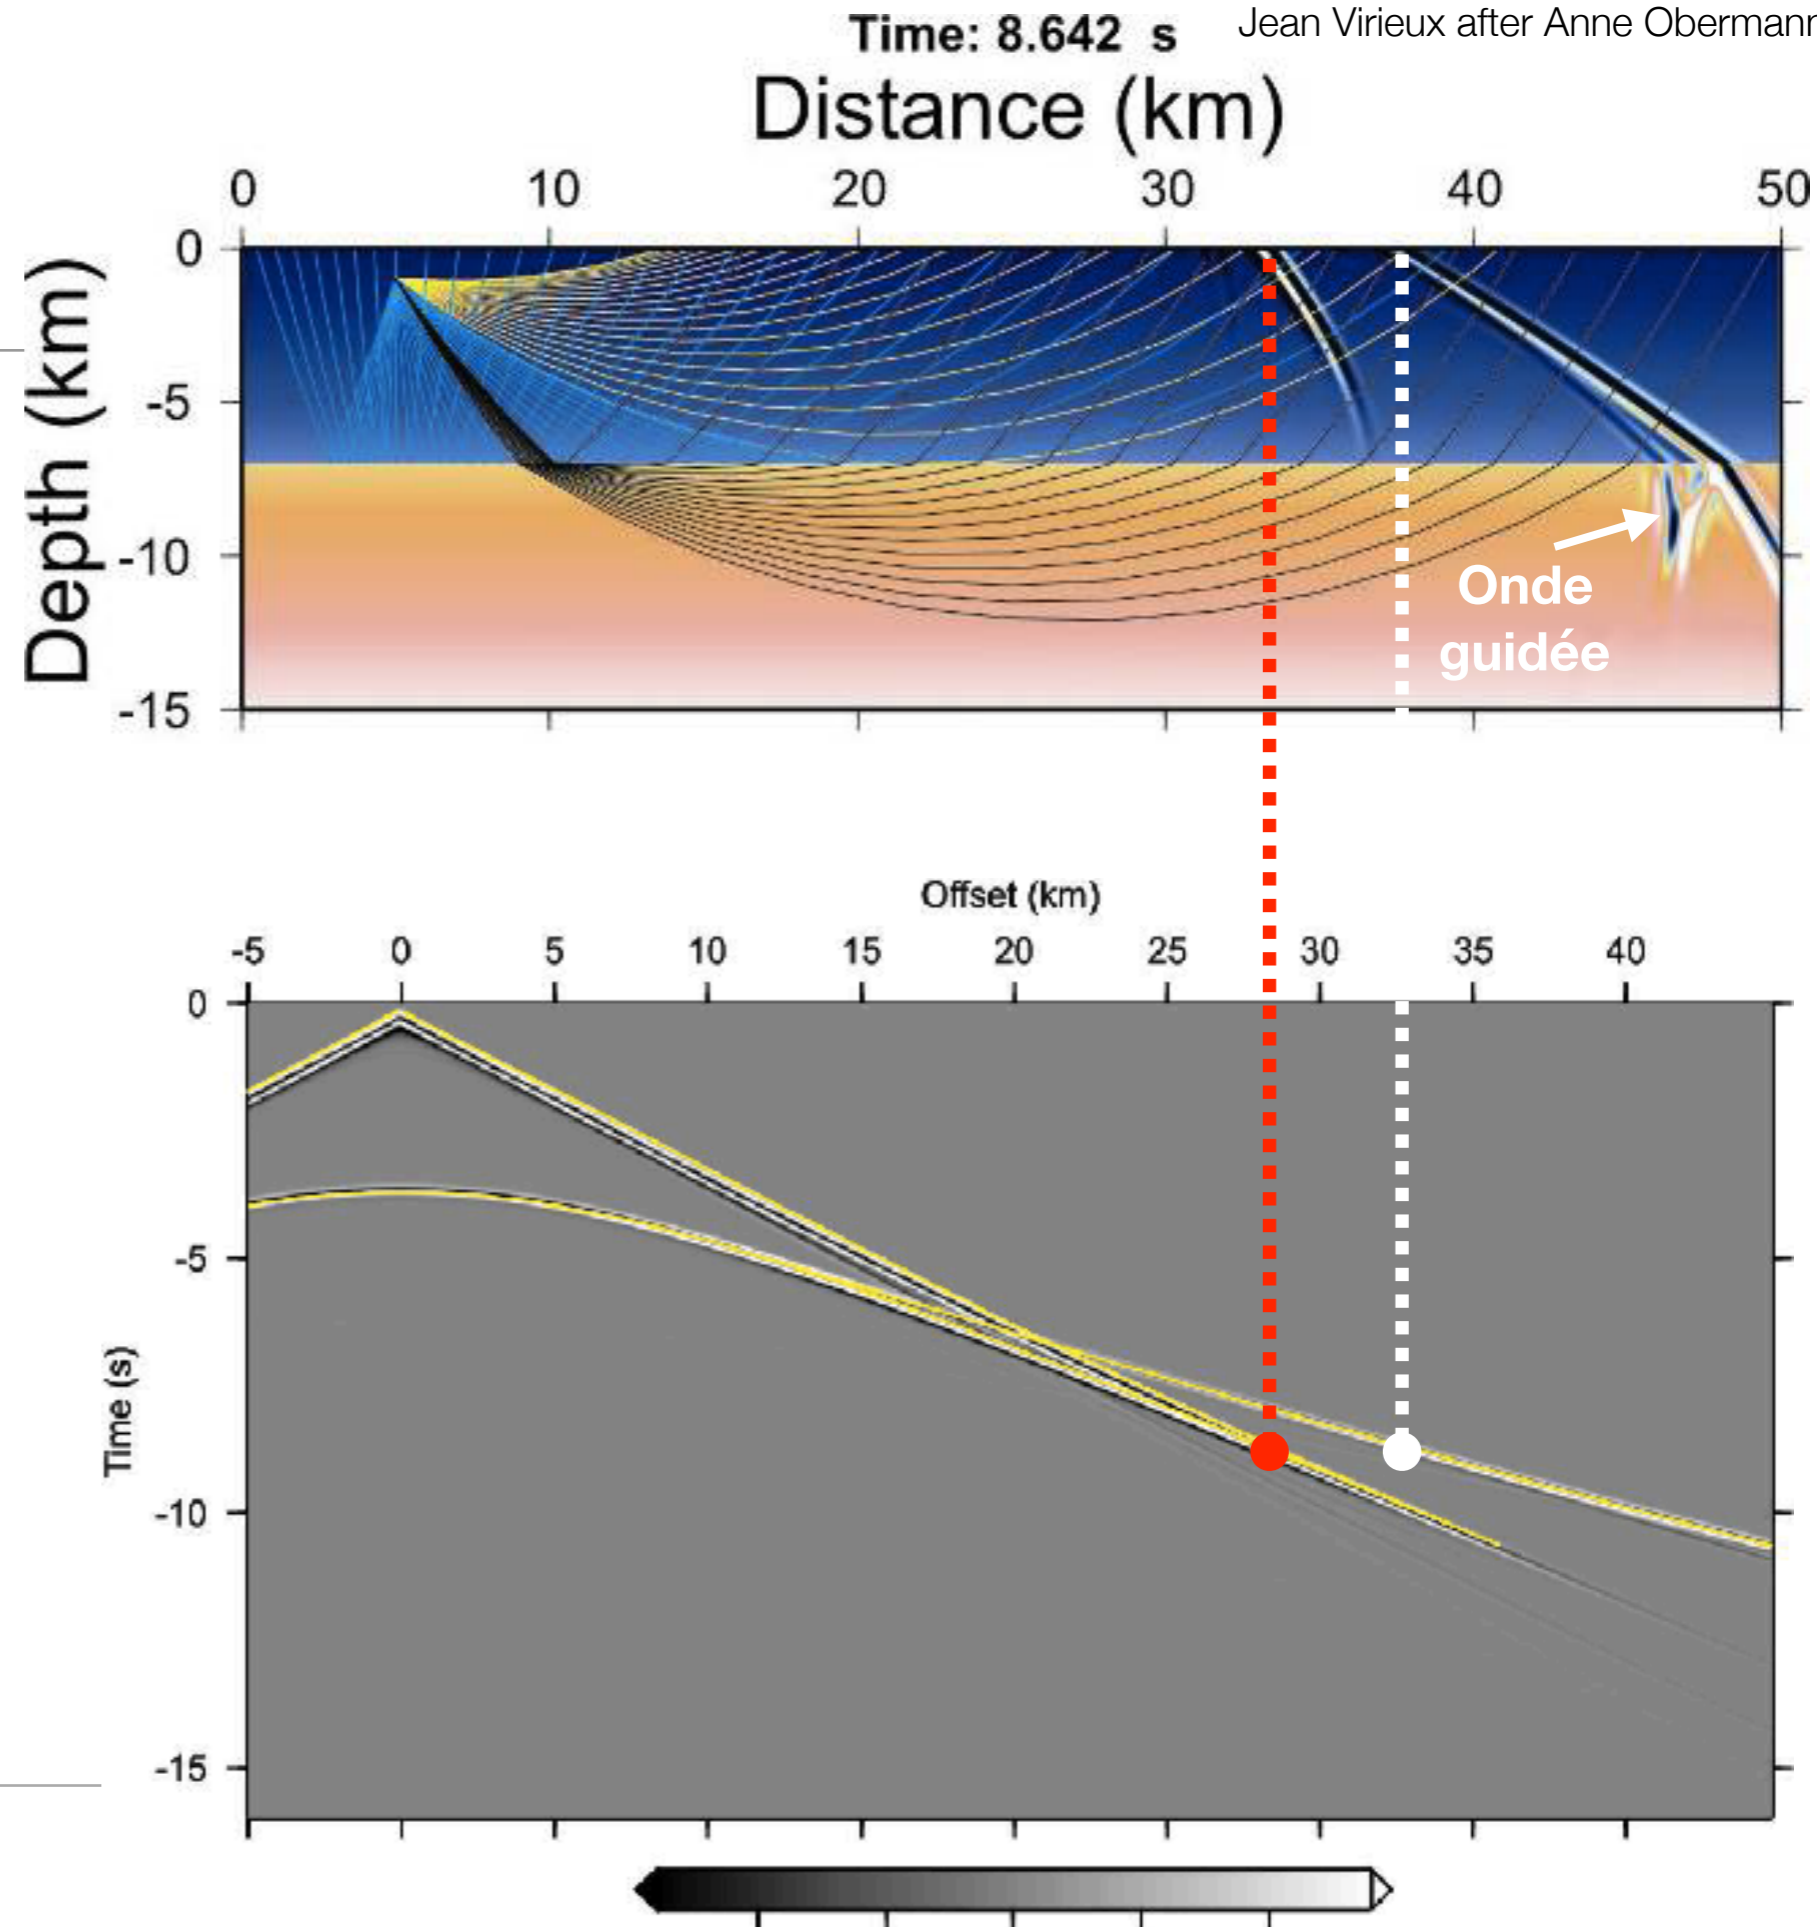 Jean Virieux after Anne Obermann
Time: 8.642 s
Distance (km)
0 10 20 30 40 50
Depth (km)
0
-5
-10
-15
Onde
guidée
Offset (km)
-5 0 5 10 15 20 25 30 35 40
Time (s)
0
-5
-10
-15